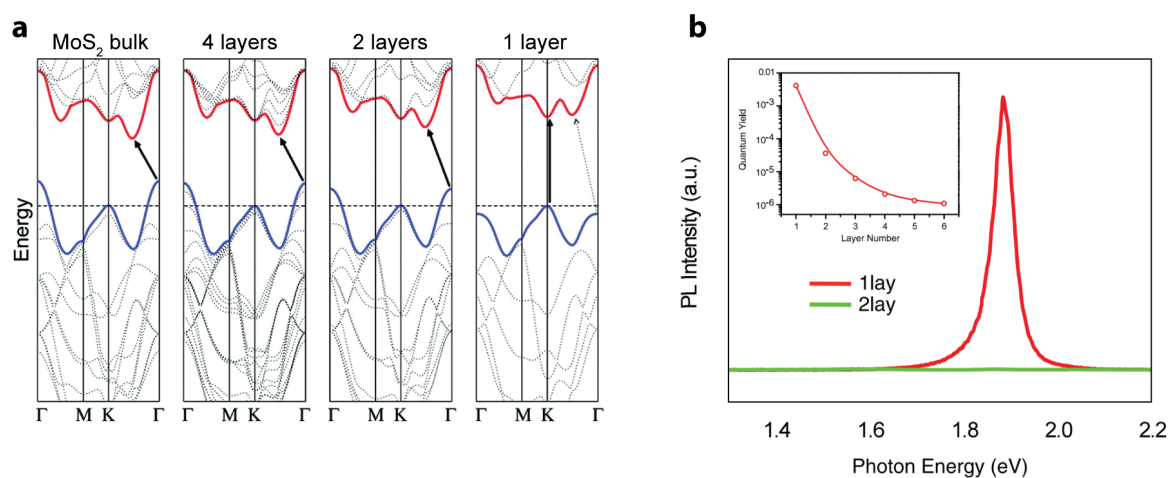 a
MoS₂ bulk
4 layers
2 layers
1 layer
Energy
Γ M K Γ
Γ M K Γ
Γ M K Γ
Γ M K Γ
b
PL Intensity (a.u.)
Quantum Yield
0.01
10⁻³
10⁻⁴
10⁻⁵
10⁻⁶
1 2 3 4 5 6
Layer Number
1lay
2lay
1.4 1.6 1.8 2.0 2.2
Photon Energy (eV)